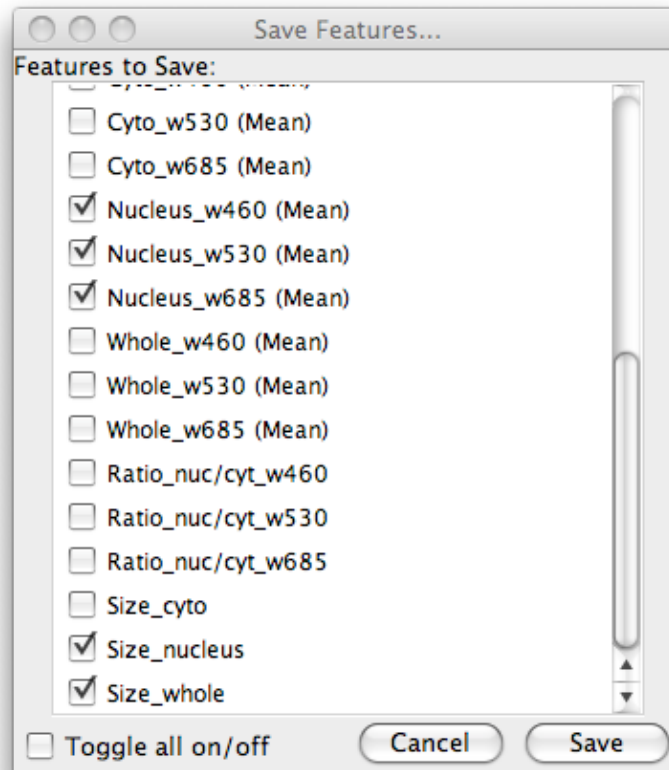 Save Features...
Features to Save:
Cyto_w530 (Mean)
Cyto_w685 (Mean)
Nucleus_w460 (Mean)
Nucleus_w530 (Mean)
Nucleus_w685 (Mean)
Whole_w460 (Mean)
Whole_w530 (Mean)
Whole_w685 (Mean)
Ratio_nuc/cyt_w460
Ratio_nuc/cyt_w530
Ratio_nuc/cyt_w685
Size_cyto
Size_nucleus
Size_whole
Toggle all on/off Cancel Save